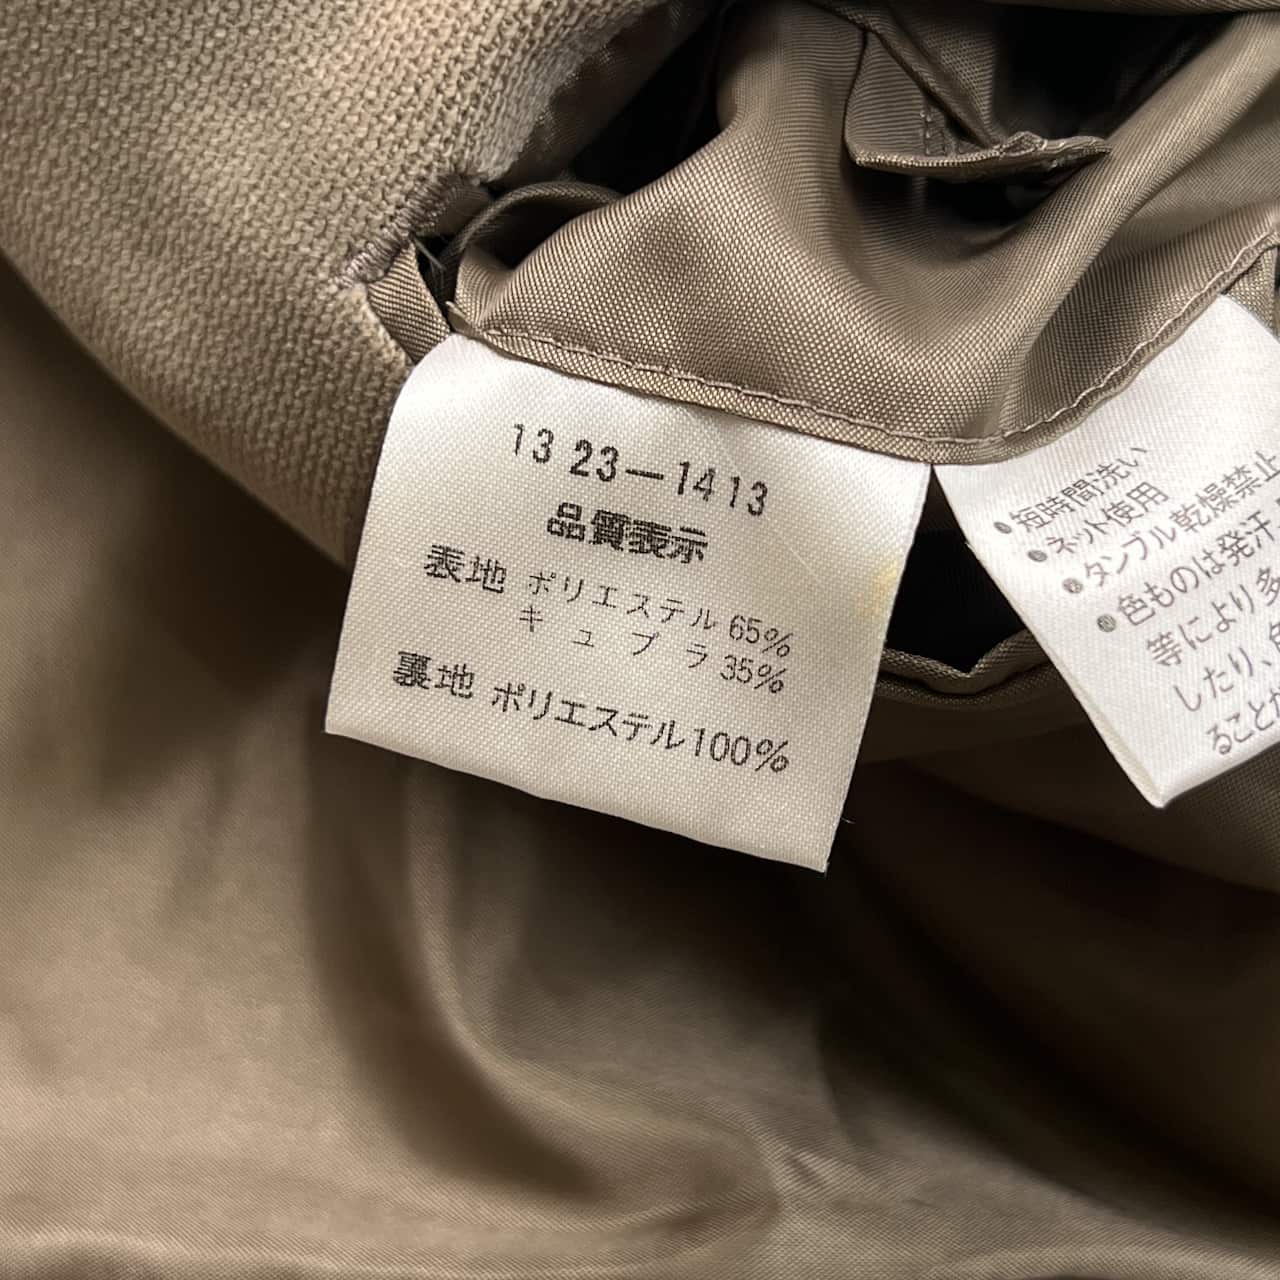 13 23-1413
品質表示
表地 ポリエステル 65%
キュプラ 35%
裏地 ポリエステル100%
短時間洗い
ネット使用
タンブル乾燥禁止
色ものは発汗
等により多
したり、
ることた